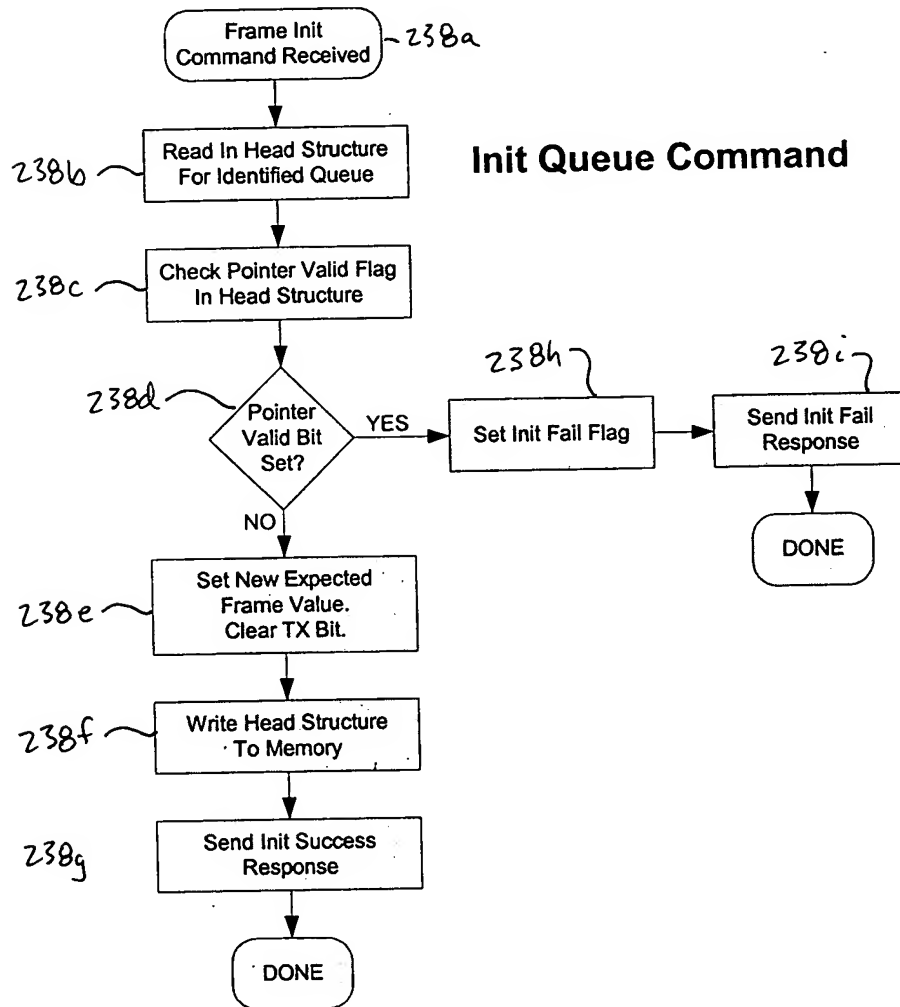 Frame Init
Command Received
238a
Init Queue Command
238b
Read In Head Structure
For Identified Queue
238c
Check Pointer Valid Flag
In Head Structure
238d
Pointer
Valid Bit
Set?
YES
238h
Set Init Fail Flag
238i
Send Init Fail
Response
DONE
NO
238e
Set New Expected
Frame Value.
Clear TX Bit.
238f
Write Head Structure
To Memory
238g
Send Init Success
Response
DONE